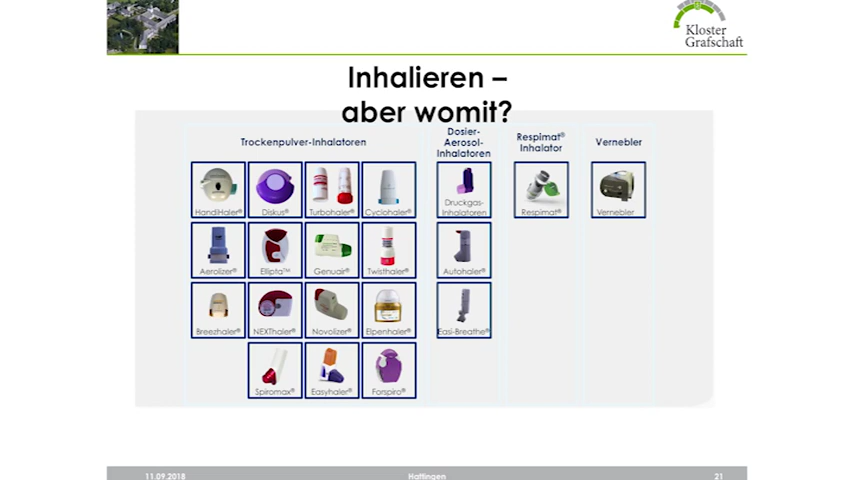 Kloster
Grafschaft
Inhalieren –
aber womit?
Trockenpulver-Inhalatoren
Dosier-
Aerosol-
Inhalatoren
Respimat®
Inhalator
Vernebler
HandiHaler®
Diskus®
Turbohaler®
Cyclohaler®
Druckgas-
Inhalatoren
Respimat®
Vernebler
Aerolizer®
Ellipta™
Genuair®
Twisthaler®
Autohaler®
Breezhaler®
NEXThaler®
Novolizer®
Elpenhaler®
Easi-Breathe®
Spiromax®
Easyhaler®
Forspiro®
11.09.2018
Hattingen
21